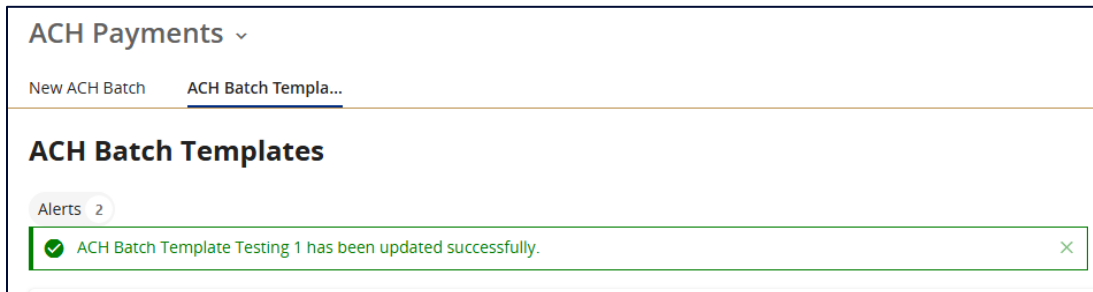 ACH Payments
New ACH Batch ACH Batch Templa...
ACH Batch Templates
Alerts 2
ACH Batch Template Testing 1 has been updated successfully.